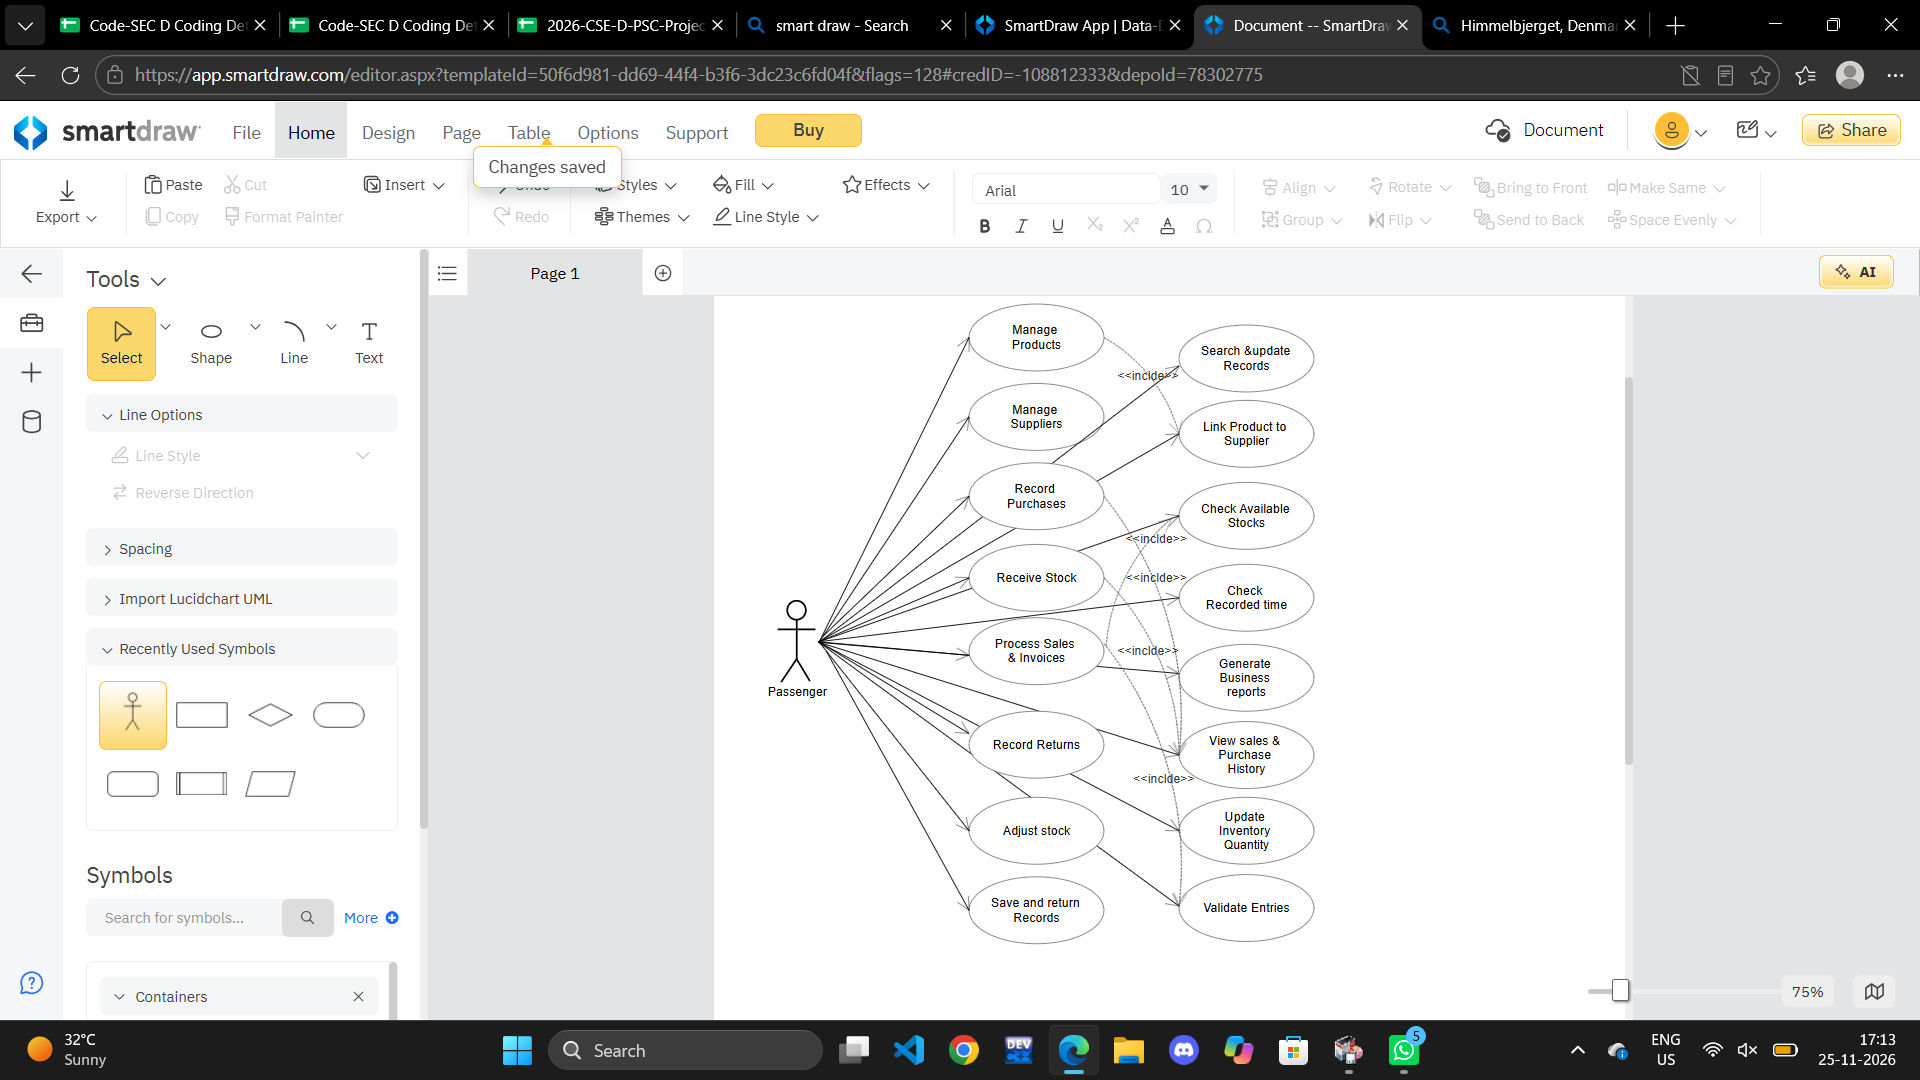 Code-SEC D Coding Det
Code-SEC D Coding Det
2026-CSE-D-PSC-Projec
smart draw - Search
SmartDraw App | Data-D
Document -- SmartDraw
Himmelbjerget, Denmar
https://app.smartdraw.com/editor.aspx?templateId=50f6d981-dd69-44f4-b3f6-3dc23c6fd04f&flags=128#credID=-108812333&depoId=78302775
smartdraw
File
Home
Design
Page
Table
Options
Support
Buy
Document
Share
Changes saved
Export
Paste
Cut
Copy
Format Painter
Insert
Undo
Redo
Styles
Themes
Fill
Line Style
Effects
Arial
10
B I U X₂ X² A Ω
Align
Group
Rotate
Flip
Bring to Front
Send to Back
Make Same
Space Evenly
Tools
Select
Shape
Line
Text
Line Options
Line Style
Reverse Direction
Spacing
Import Lucidchart UML
Recently Used Symbols
Symbols
Search for symbols...
More
Containers
Page 1
AI
Manage
Products
Manage
Suppliers
Record
Purchases
Receive Stock
Process Sales
& Invoices
Record Returns
Adjust stock
Save and return
Records
Passenger
<<inclde>>
<<inclde>>
<<inclde>>
<<inclde>>
<<inclde>>
Search &update
Records
Link Product to
Supplier
Check Available
Stocks
Check
Recorded time
Generate
Business
reports
View sales &
Purchase
History
Update
Inventory
Quantity
Validate Entries
75%
32°C
Sunny
Search
DEV
C++
5
ENG
US
17:13
25-11-2026